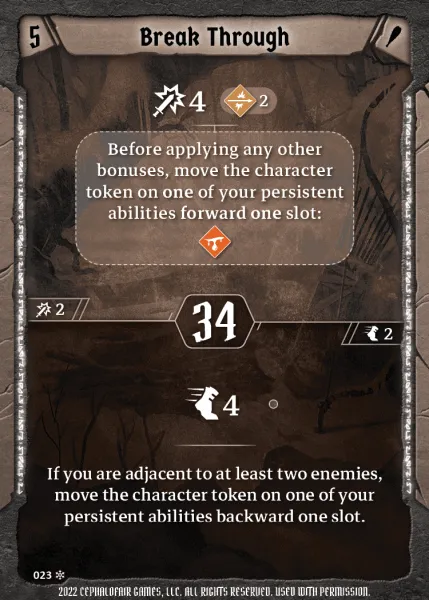 5
Break Through
4
2
Before applying any other
bonuses, move the character
token on one of your persistent
abilities forward one slot:
2
34
2
4
If you are adjacent to at least two enemies,
move the character token on one of your
persistent abilities backward one slot.
023
2022 CEPHALOFAIR GAMES, LLC. ALL RIGHTS RESERVED. USED WITH PERMISSION.